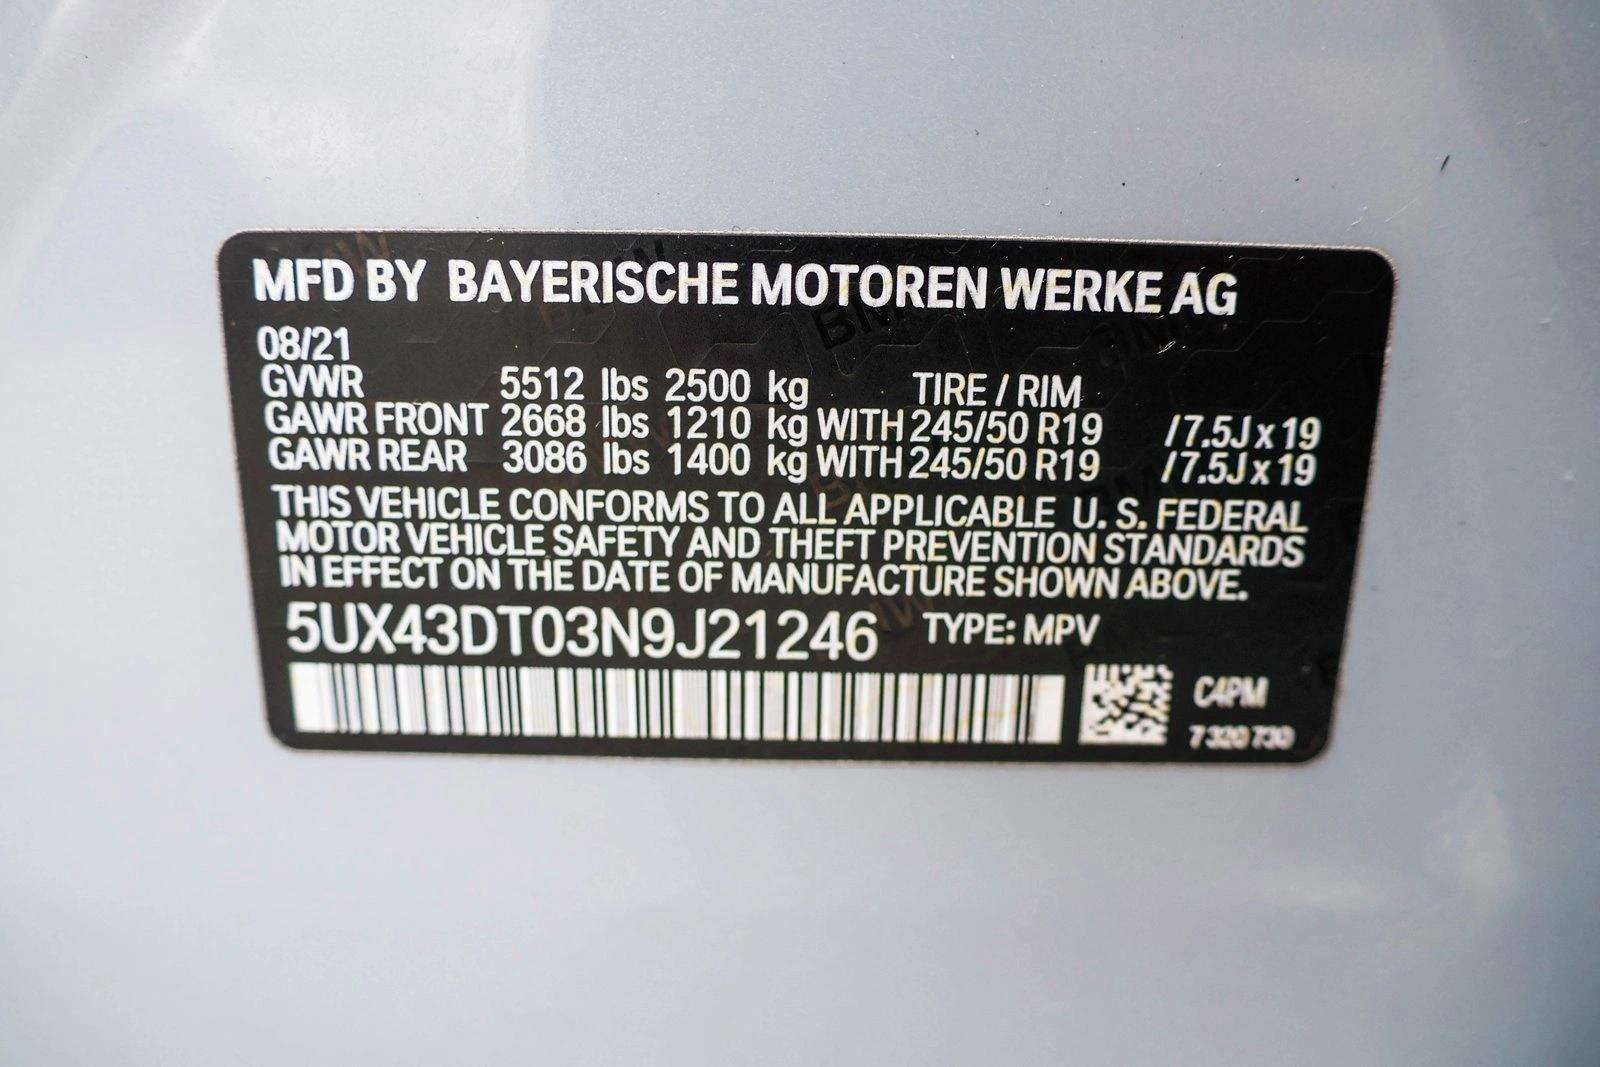 MFD BY BAYERISCHE MOTOREN WERKE AG
08/21
GVWR 5512 lbs 2500 kg TIRE / RIM
GAWR FRONT 2668 lbs 1210 kg WITH 245/50 R19 /7.5J x 19
GAWR REAR 3086 lbs 1400 kg WITH 245/50 R19 /7.5J x 19
THIS VEHICLE CONFORMS TO ALL APPLICABLE U. S. FEDERAL
MOTOR VEHICLE SAFETY AND THEFT PREVENTION STANDARDS
IN EFFECT ON THE DATE OF MANUFACTURE SHOWN ABOVE.
5UX43DT03N9J21246 TYPE: MPV
C4PM
7 320 730